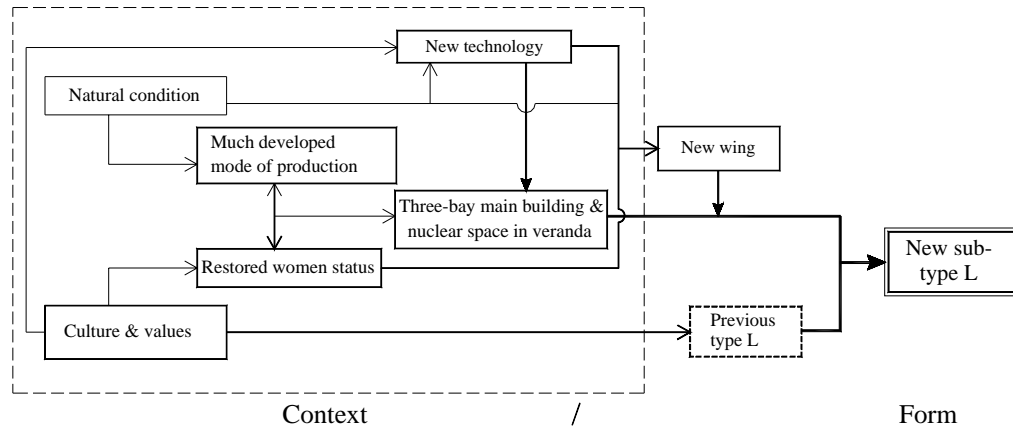 New technology
Natural condition
Much developed
mode of production
New wing
Three-bay main building &
nuclear space in veranda
New sub-
type L
Restored women status
Culture & values
Previous
type L
Context / Form